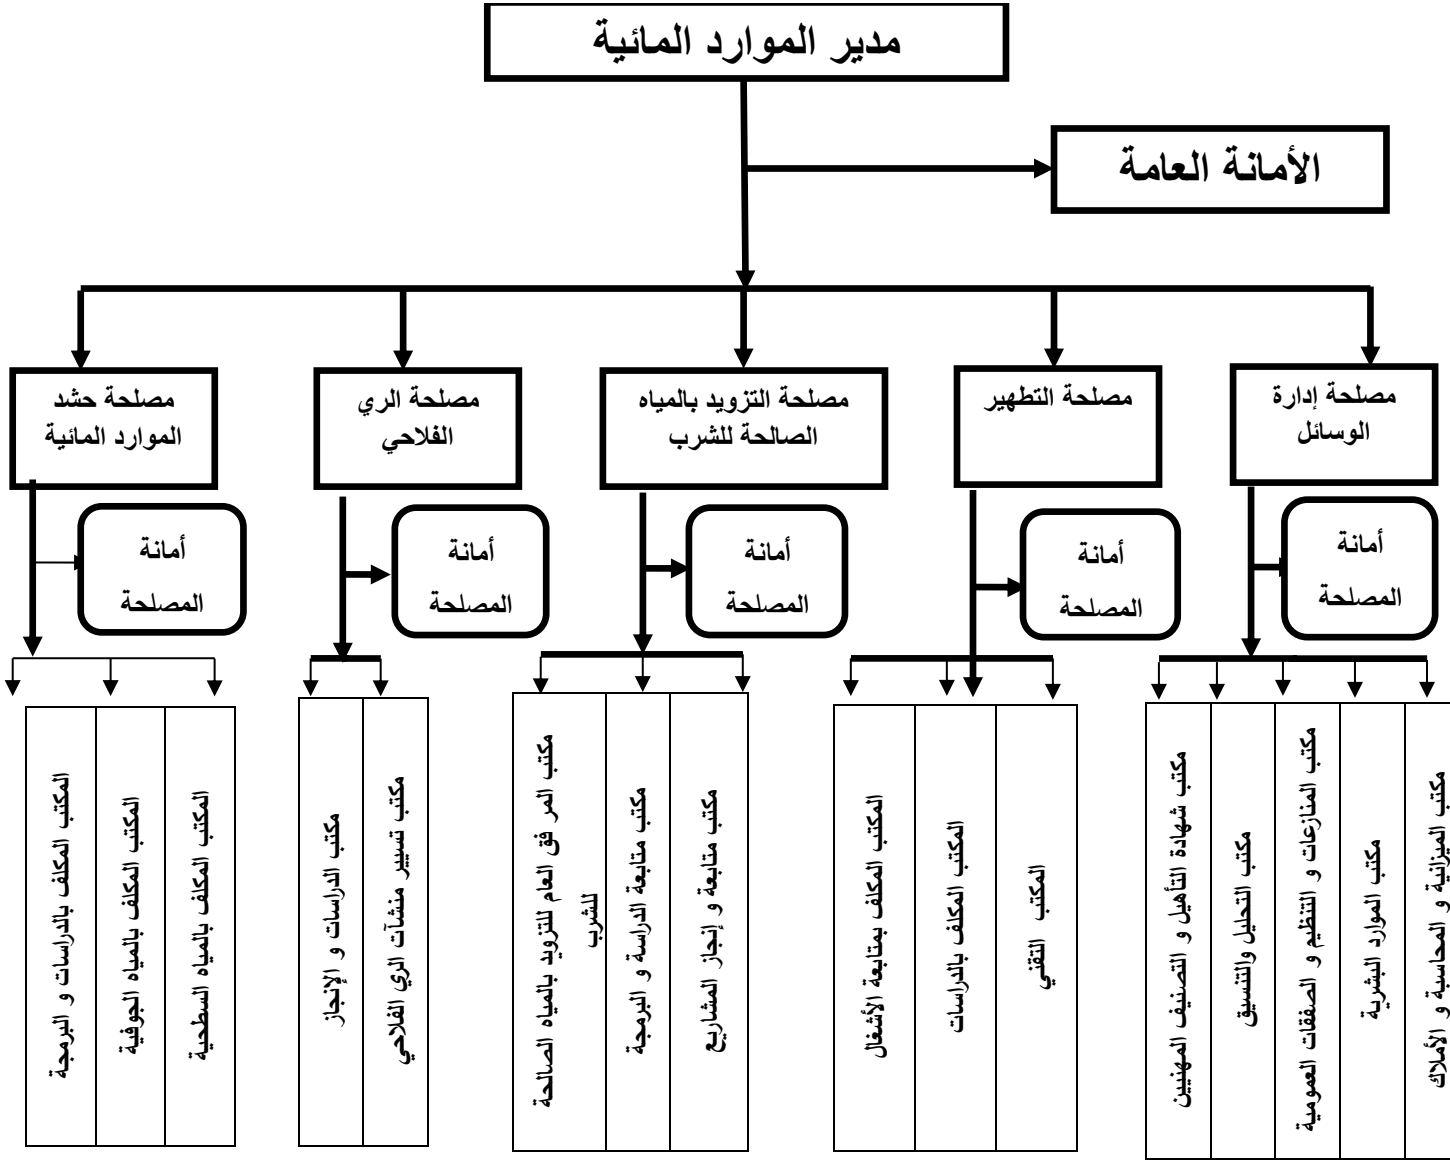 مدير الموارد المائية
الأمانة العامة
مصلحة إدارة
الوسائل
مصلحة التطهير
مصلحة التزويد بالمياه
الصالحة للشرب
مصلحة الري
الفلاحي
مصلحة حشد
الموارد المائية
أمانة
المصلحة
أمانة
المصلحة
أمانة
المصلحة
أمانة
المصلحة
أمانة
المصلحة
مكتب الميزانية و المحاسبة و الأملاك
مكتب الموارد البشرية
مكتب المنازعات و التنظيم و الصفقات العمومية
مكتب التحليل والتنسيق
مكتب شهادة التأهيل و التصنيف المهنيين
المكتب التقني
المكتب المكلف بالدراسات
المكتب المكلف بمتابعة الأشغال
مكتب متابعة و إنجاز المشاريع
مكتب متابعة الدراسة و البرمجة
مكتب المر فق العام للتزويد بالمياه الصالحة
للشرب
مكتب تسيير منشآت الري الفلاحي
مكتب الدراسات و الإنجاز
المكتب المكلف بالمياه السطحية
المكتب المكلف بالمياه الجوفية
المكتب المكلف بالدراسات و البرمجة